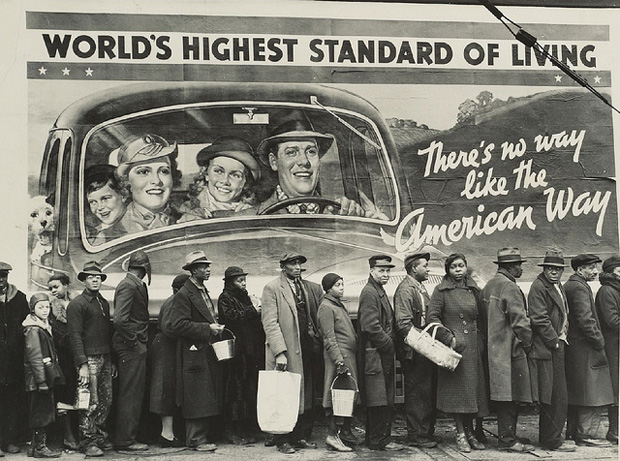 WORLD'S HIGHEST STANDARD OF LIVING
There's no way
like the
American Way